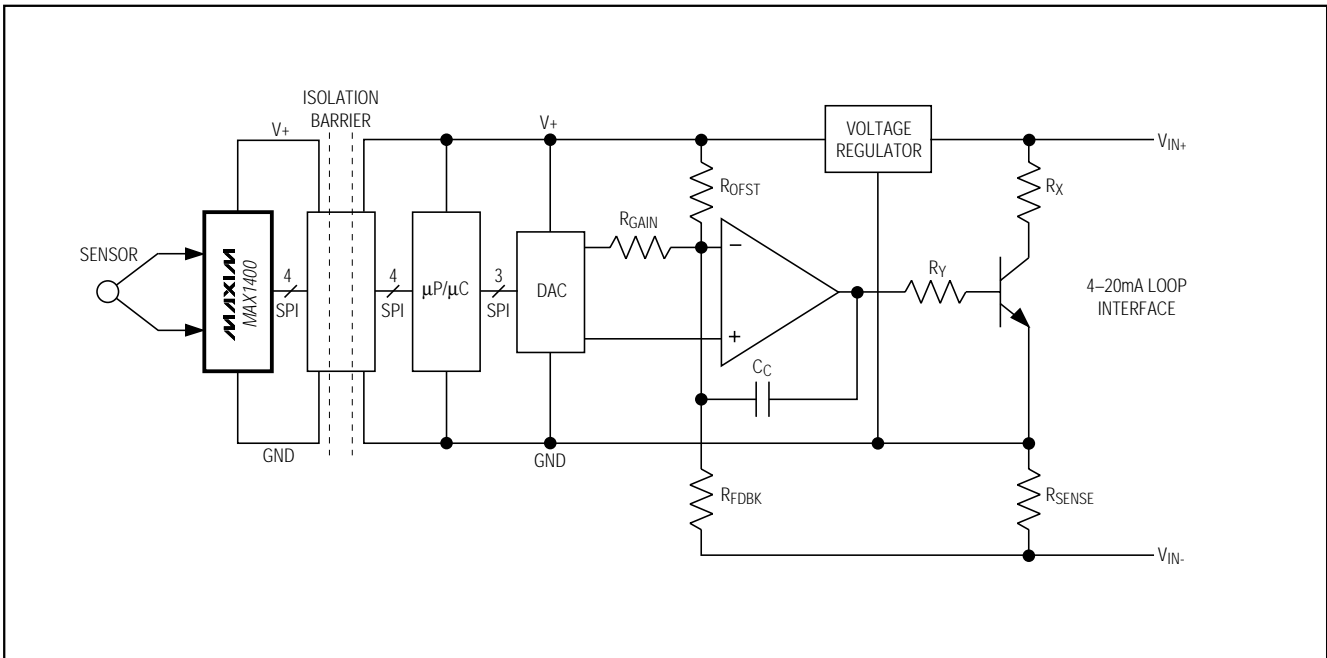 ISOLATION
BARRIER
V+
V+
VOLTAGE
REGULATOR
VIN+
ROFST
RX
RGAIN
SENSOR
MAXIM
MAX1400
4
SPI
4
SPI
μP/μC
3
SPI
DAC
−
+
RY
4–20mA LOOP
INTERFACE
CC
GND
GND
RFDBK
RSENSE
VIN-